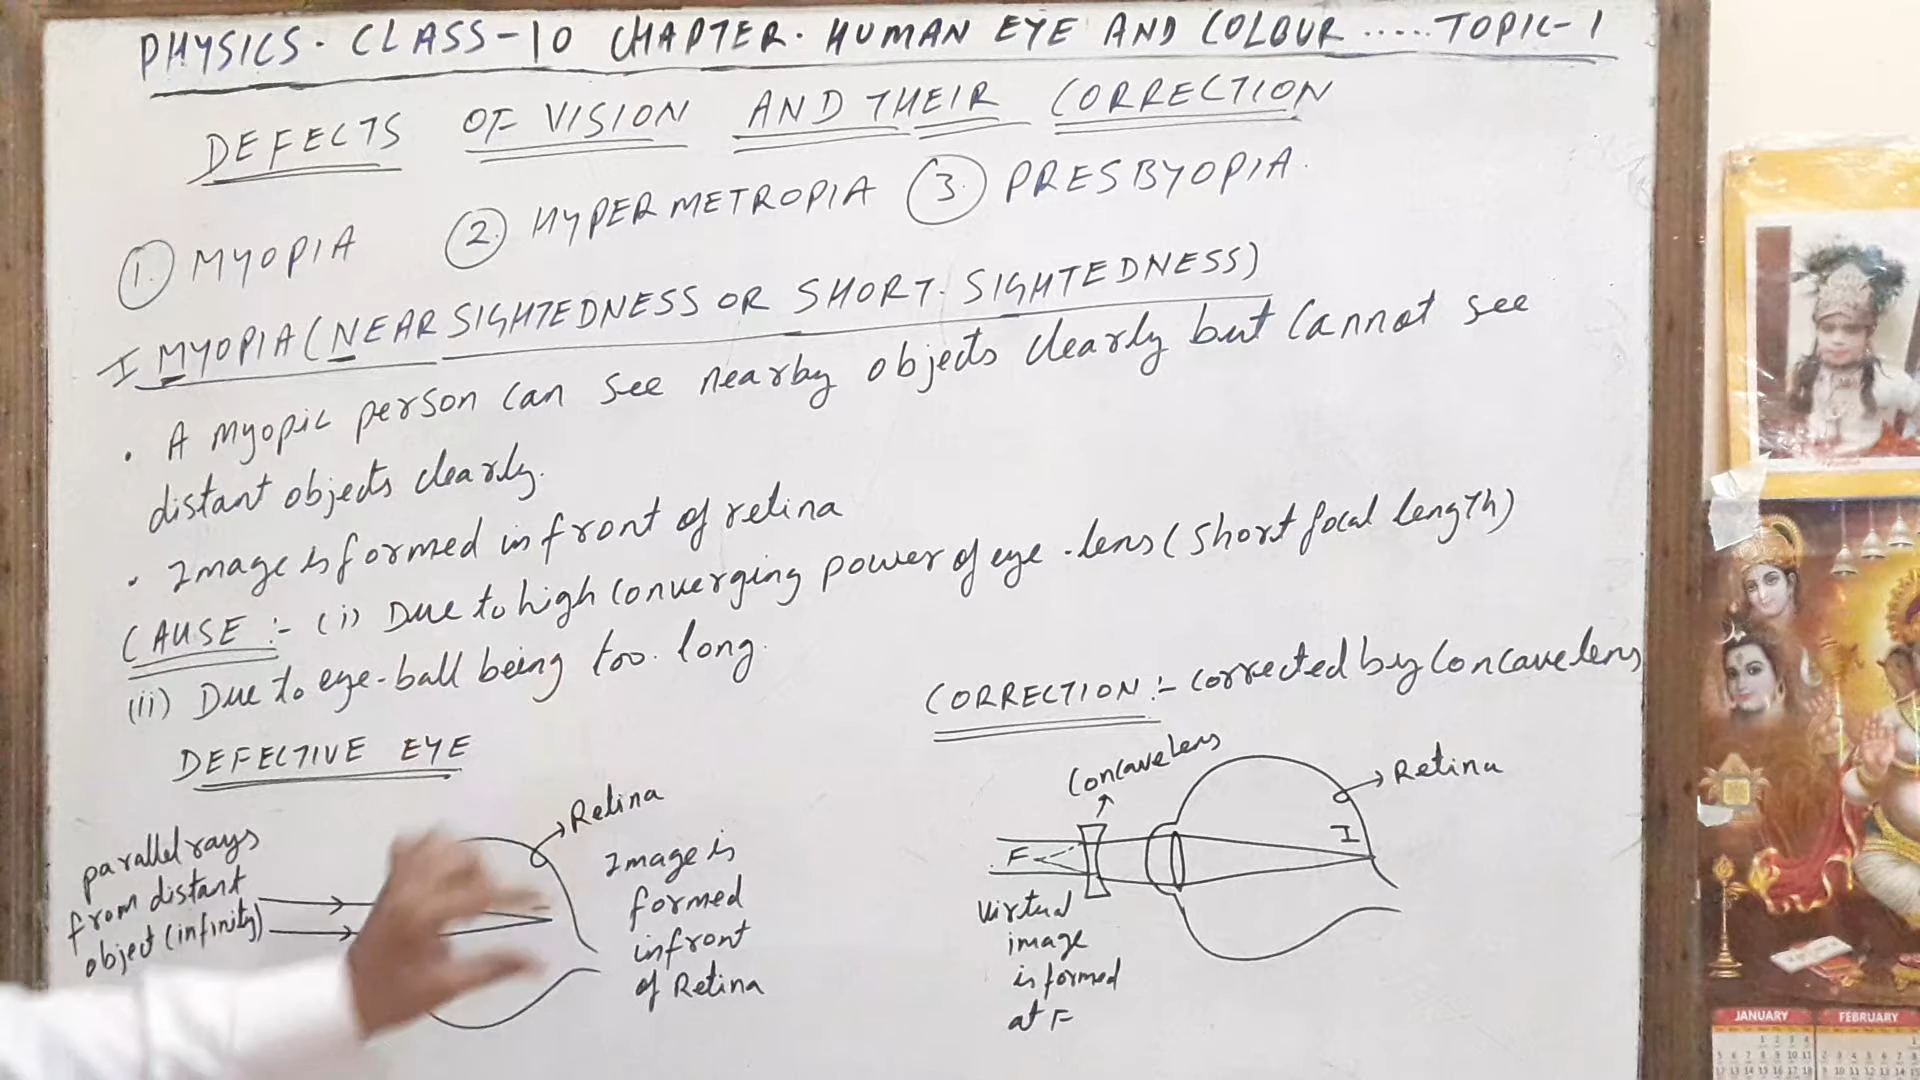 PHYSICS. CLASS-10 CHAPTER. HUMAN EYE AND COLOUR ..... TOPIC-1
DEFECTS OF VISION AND THEIR CORRECTION
1. MYOPIA 2. HYPERMETROPIA 3. PRESBYOPIA.
I MYOPIA (NEAR SIGHTEDNESS OR SHORT. SIGHTEDNESS)
• A myopic person can see nearby objects clearly but cannot see
distant objects clearly.
• Image is formed in front of retina
CAUSE :- (i) Due to high converging power of eye-lens (short focal length)
(ii) Due to eye-ball being too. long.
DEFECTIVE EYE
parallel rays
from distant
object (infinity)
Retina
Image is
formed
infront
of Retina
CORRECTION :- corrected by concave lens
Concave lens
Retina
F
I
Virtual
image
is formed
at F
JANUARY
FEBRUARY